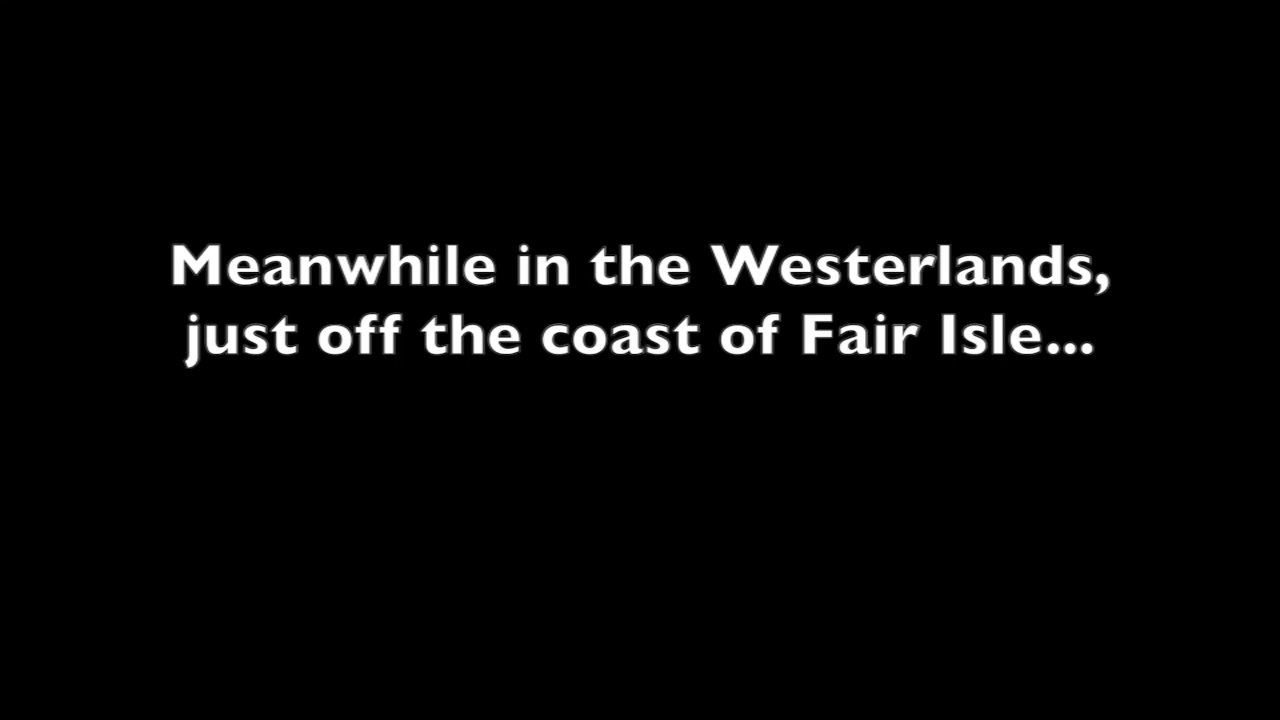 Meanwhile in the Westerlands,
just off the coast of Fair Isle...